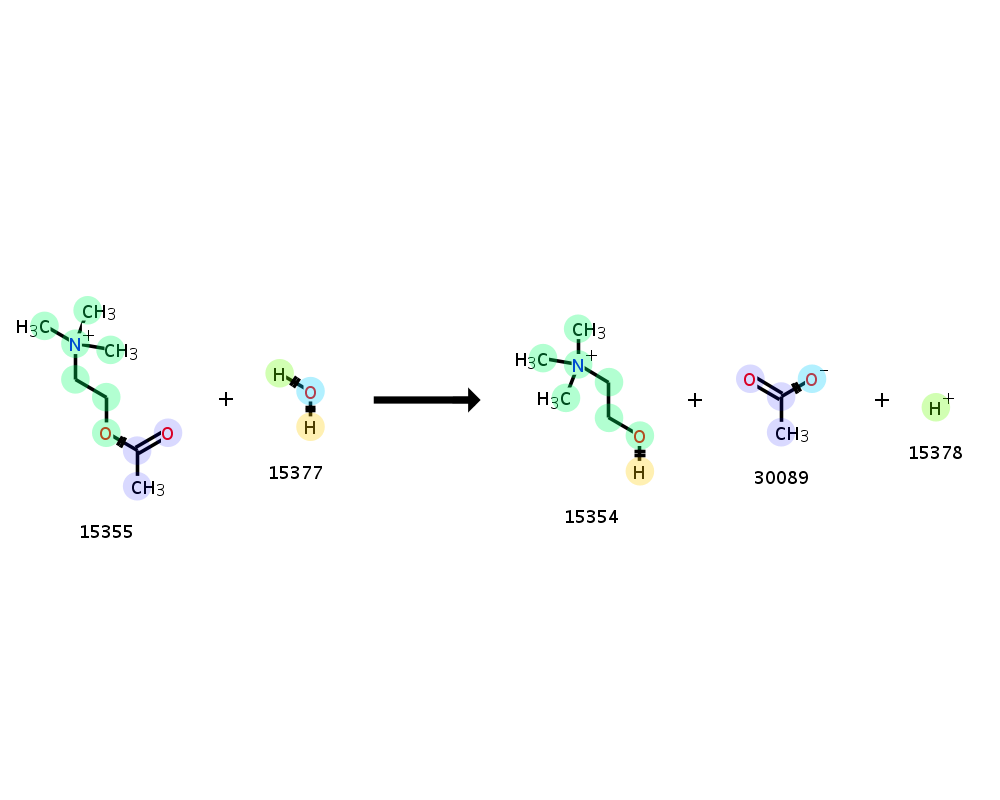 CH3
H3C
N+
CH3
O
O
CH3
15355
+
H
O
H
15377
CH3
H3C
N+
H3C
O
H
15354
+
O
O−
CH3
30089
+
H+
15378